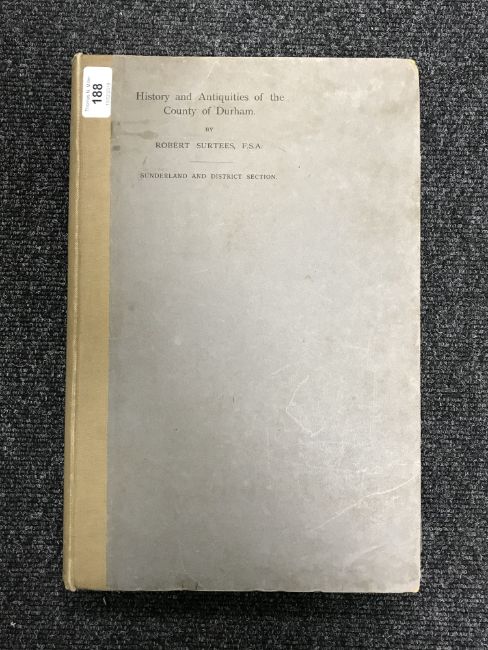 188
History and Antiquities of the
County of Durham.
BY
ROBERT SURTEES, F.S.A.
SUNDERLAND AND DISTRICT SECTION.